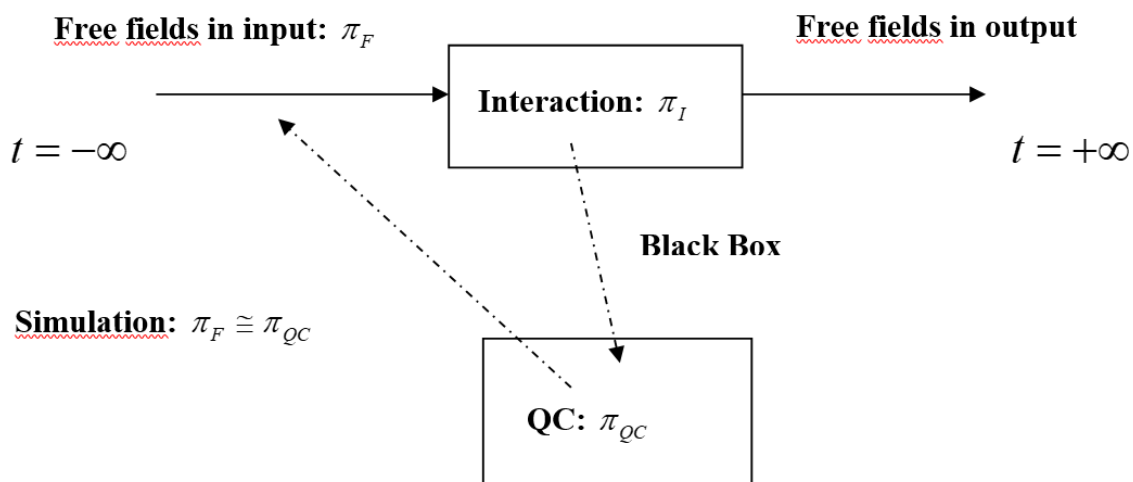 Free fields in input: π_F
Free fields in output
Interaction: π_I
t = −∞
t = +∞
Black Box
Simulation: π_F ≅ π_QC
QC: π_QC